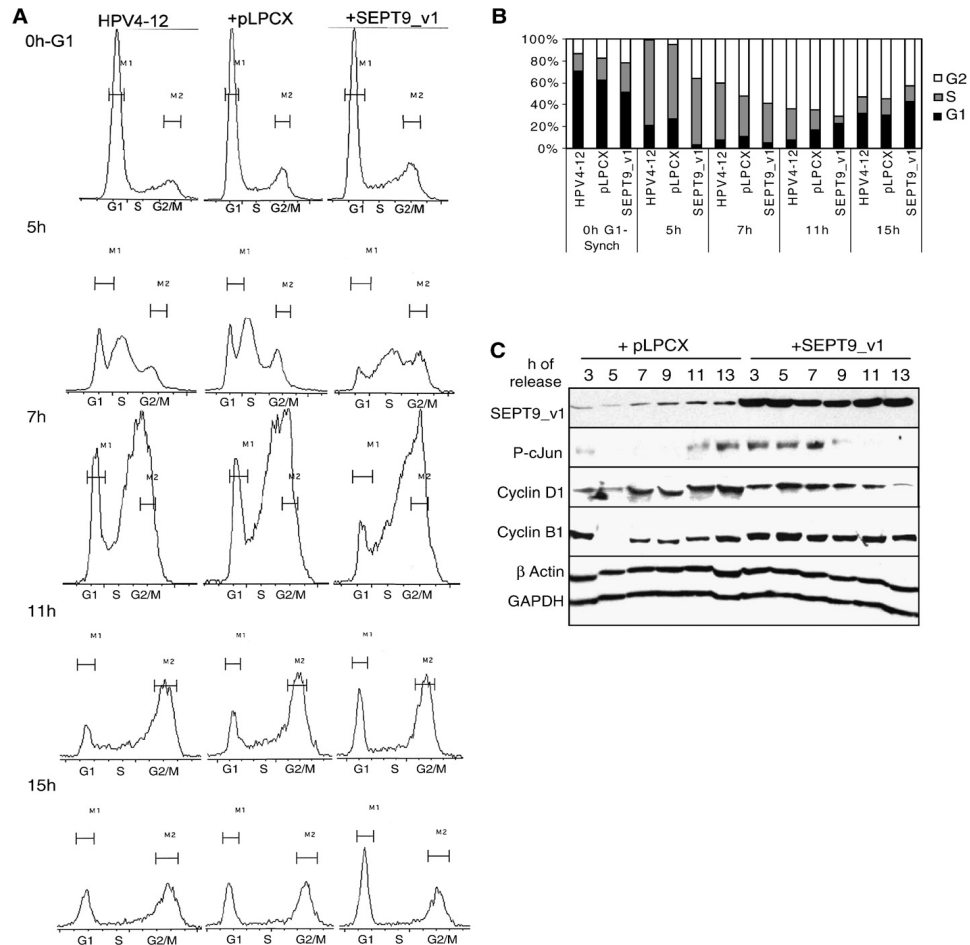 A
HPV4-12 +pLPCX +SEPT9_v1
0h-G1
M1 M1 M1
M2 M2 M2
G1 S G2/M G1 S G2/M G1 S G2/M
5h
M1 M1 M1
M2 M2 M2
G1 S G2/M G1 S G2/M G1 S G2/M
7h
M1 M1 M1
M2 M2 M2
G1 S G2/M G1 S G2/M G1 S G2/M
11h
M1 M1 M1
M2 M2 M2
G1 S G2/M G1 S G2/M G1 S G2/M
15h
M1 M1 M1
M2 M2 M2
G1 S G2/M G1 S G2/M G1 S G2/M
B
100%
80%
60%
40%
20%
0%
G2
S
G1
HPV4-12 pLPCX SEPT9_v1 HPV4-12 pLPCX SEPT9_v1 HPV4-12 pLPCX SEPT9_v1 HPV4-12 pLPCX SEPT9_v1 HPV4-12 pLPCX SEPT9_v1
0h G1- 5h 7h 11h 15h
Synch
C
+ pLPCX +SEPT9_v1
h of
release 3 5 7 9 11 13 3 5 7 9 11 13
SEPT9_v1
P-cJun
Cyclin D1
Cyclin B1
β Actin
GAPDH